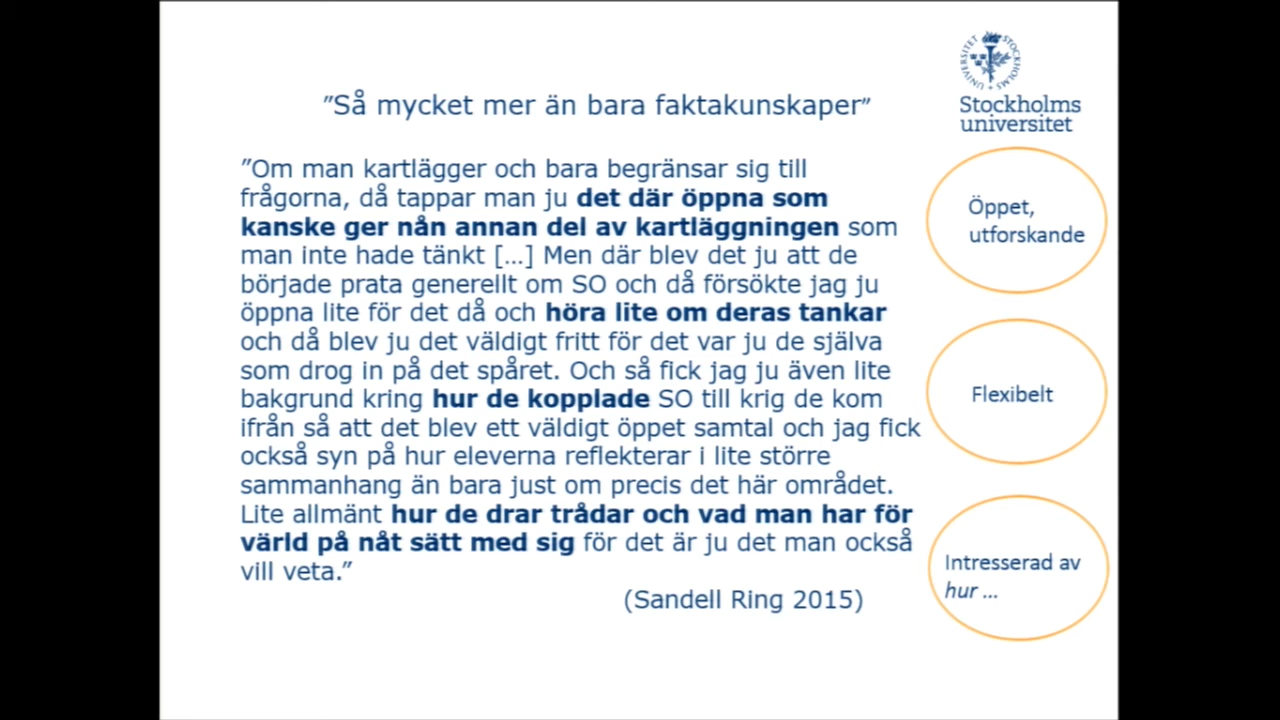 ”Så mycket mer än bara faktakunskaper”
UNIVERSITET STOCKHOLMS
Stockholms
universitet
”Om man kartlägger och bara begränsar sig till
frågorna, då tappar man ju det där öppna som
kanske ger nån annan del av kartläggningen som
man inte hade tänkt […] Men där blev det ju att de
började prata generellt om SO och då försökte jag ju
öppna lite för det då och höra lite om deras tankar
och då blev ju det väldigt fritt för det var ju de själva
som drog in på det spåret. Och så fick jag ju även lite
bakgrund kring hur de kopplade SO till krig de kom
ifrån så att det blev ett väldigt öppet samtal och jag fick
också syn på hur eleverna reflekterar i lite större
sammanhang än bara just om precis det här området.
Lite allmänt hur de drar trådar och vad man har för
värld på nåt sätt med sig för det är ju det man också
vill veta.”
(Sandell Ring 2015)
Öppet,
utforskande
Flexibelt
Intresserad av
hur …